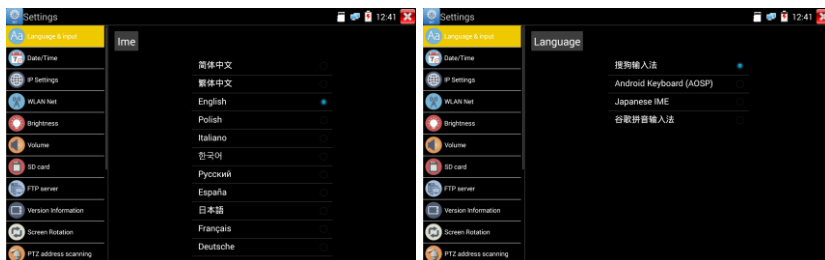 Settings
12:41
Language & input
Date/Time
IP Settings
WLAN Net
Brightness
Volume
SD card
FTP server
Version Information
Screen Rotation
PTZ address scanning
Ime
简体中文
繁体中文
English
Polish
Italiano
한국어
Русский
España
日本語
Français
Deutsche
Settings
12:41
Language & input
Date/Time
IP Settings
WLAN Net
Brightness
Volume
SD card
FTP server
Version Information
Screen Rotation
PTZ address scanning
Language
搜狗输入法
Android Keyboard (AOSP)
Japanese IME
谷歌拼音输入法